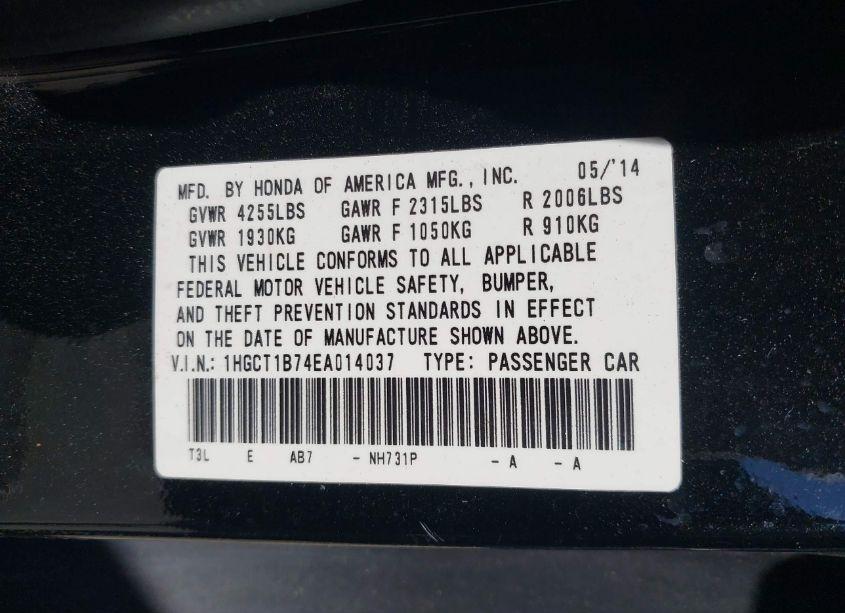 MFD. BY HONDA OF AMERICA MFG., INC. 05/'14
GVWR 4255LBS GAWR F 2315LBS R 2006LBS
GVWR 1930KG GAWR F 1050KG R 910KG
THIS VEHICLE CONFORMS TO ALL APPLICABLE
FEDERAL MOTOR VEHICLE SAFETY, BUMPER,
AND THEFT PREVENTION STANDARDS IN EFFECT
ON THE DATE OF MANUFACTURE SHOWN ABOVE.
V.I.N.: 1HGCT1B74EA014037 TYPE: PASSENGER CAR
T3L E AB7 - NH731P - A - A